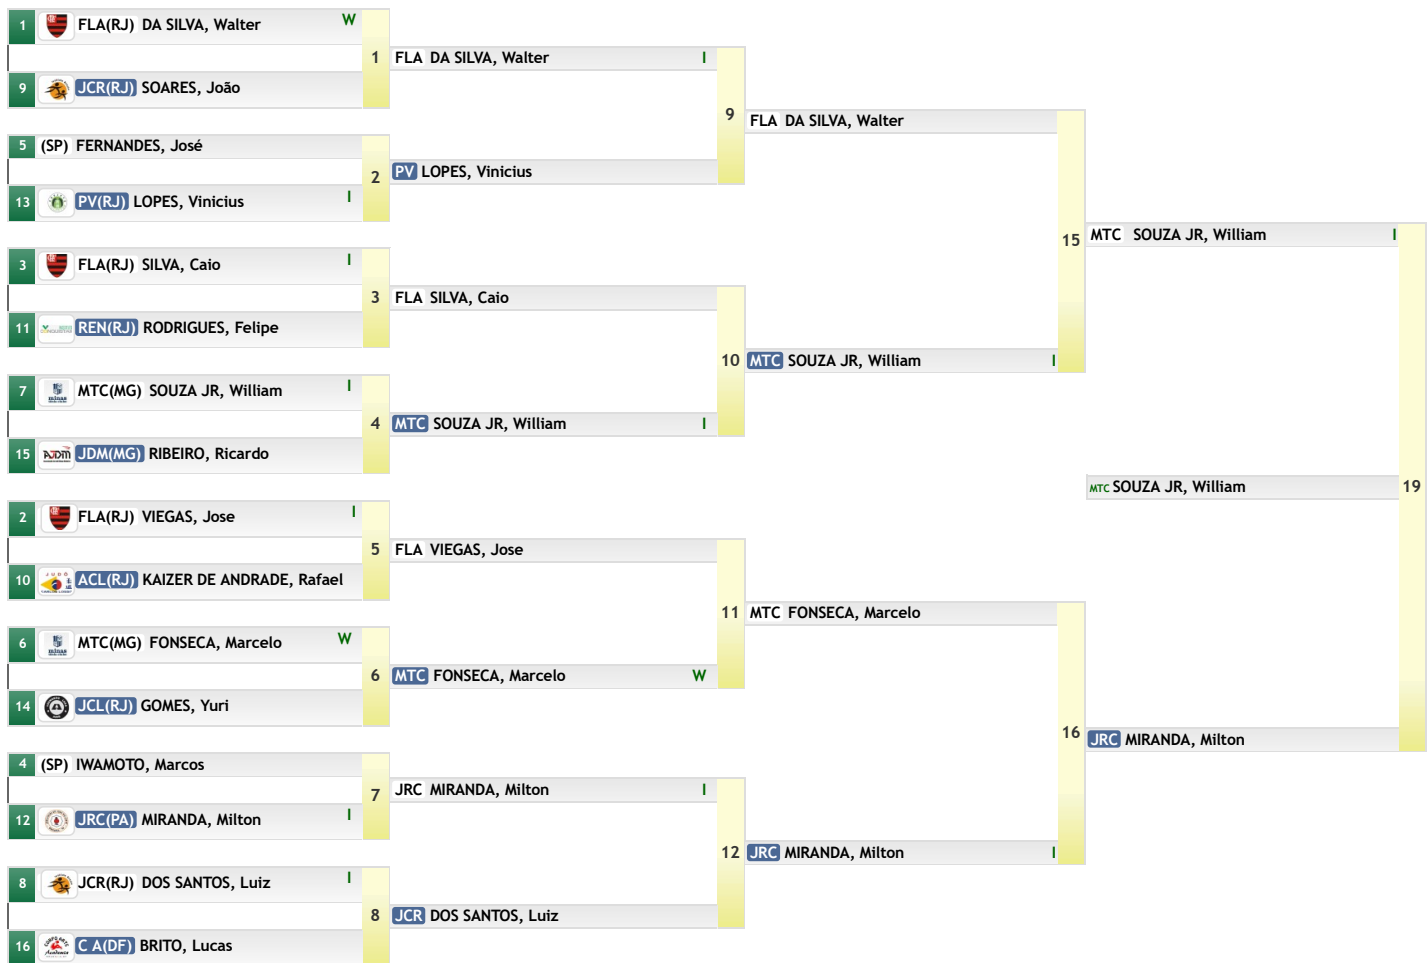 1 FLA(RJ) DA SILVA, Walter W
9 JCR(RJ) SOARES, João
5 (SP) FERNANDES, José
13 PV(RJ) LOPES, Vinicius I
3 FLA(RJ) SILVA, Caio I
11 REN(RJ) RODRIGUES, Felipe
7 MTC(MG) SOUZA JR, William I
15 JDM(MG) RIBEIRO, Ricardo
2 FLA(RJ) VIEGAS, Jose I
10 ACL(RJ) KAIZER DE ANDRADE, Rafael
6 MTC(MG) FONSECA, Marcelo W
14 JCL(RJ) GOMES, Yuri
4 (SP) IWAMOTO, Marcos
12 JRC(PA) MIRANDA, Milton I
8 JCR(RJ) DOS SANTOS, Luiz I
16 C A(DF) BRITO, Lucas
1 FLA DA SILVA, Walter I
2 PV LOPES, Vinicius
3 FLA SILVA, Caio
4 MTC SOUZA JR, William I
5 FLA VIEGAS, Jose
6 MTC FONSECA, Marcelo W
7 JRC MIRANDA, Milton I
8 JCR DOS SANTOS, Luiz
9 FLA DA SILVA, Walter
10 MTC SOUZA JR, William I
11 MTC FONSECA, Marcelo
12 JRC MIRANDA, Milton I
15 MTC SOUZA JR, William I
MTC SOUZA JR, William 19
16 JRC MIRANDA, Milton